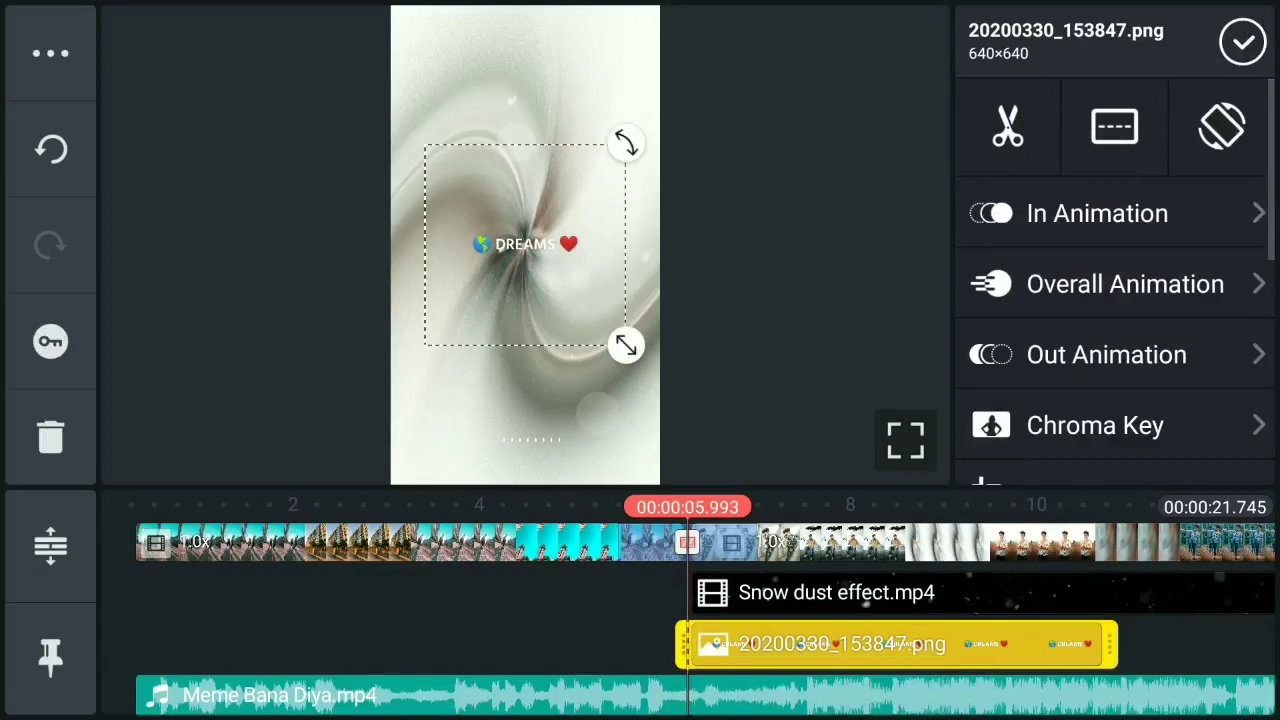 20200330_153847.png
640×640
In Animation
Overall Animation
Out Animation
Chroma Key
🌎 DREAMS ❤️
2
4
00:00:05.993
8
10
00:00:21.745
1.0x
1.0x
Snow dust effect.mp4
20200330_153847.png
Meme Bana Diya.mp4